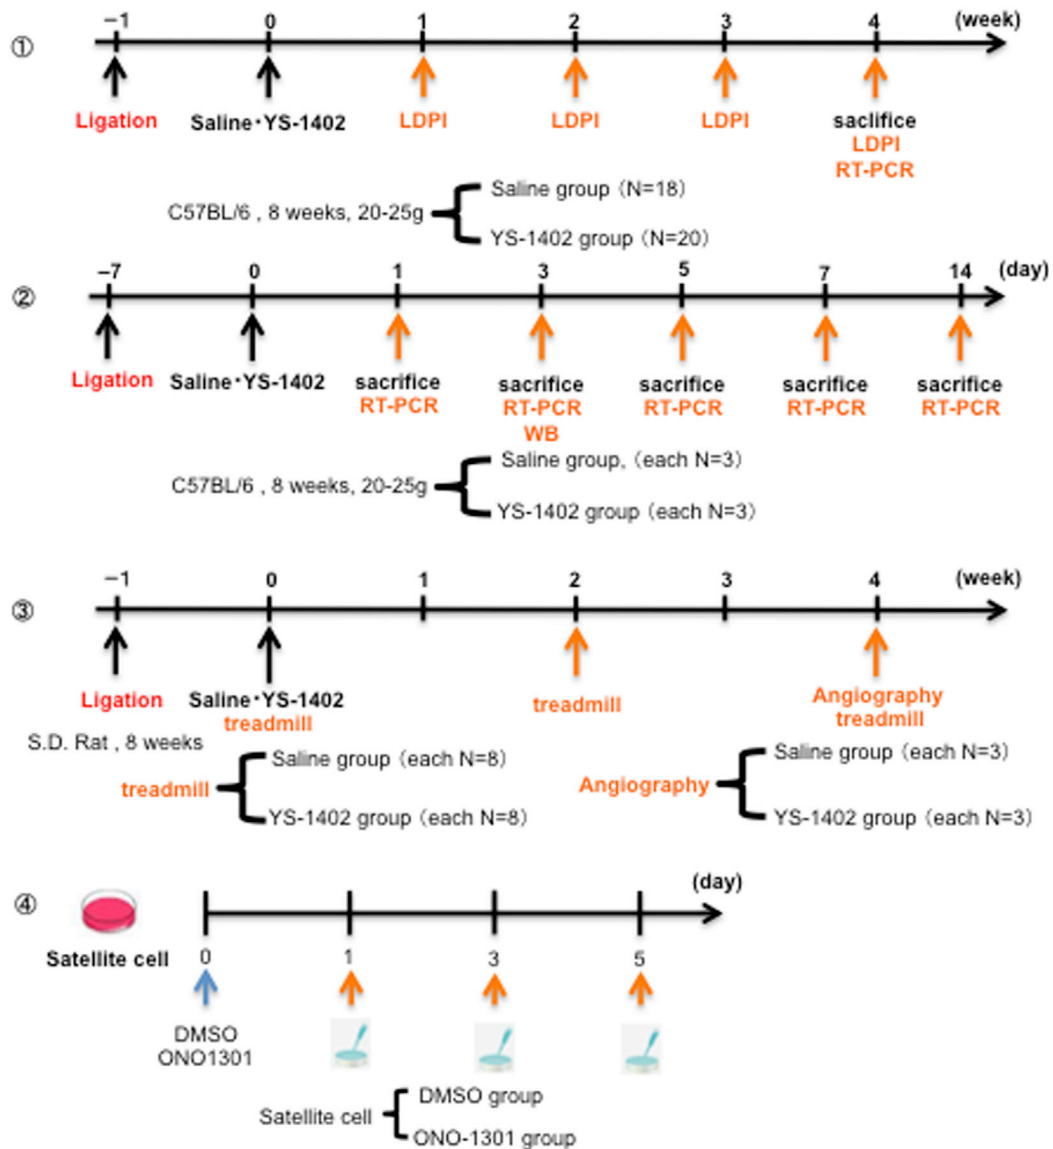 −1 0 1 2 3 4 (week)
①
Ligation Saline・YS-1402 LDPI LDPI LDPI saclifice
LDPI
RT-PCR
Saline group (N=18)
C57BL/6 , 8 weeks, 20-25g
YS-1402 group (N=20)
−7 0 1 3 5 7 14 (day)
②
Ligation Saline・YS-1402 sacrifice sacrifice sacrifice sacrifice sacrifice
RT-PCR RT-PCR RT-PCR RT-PCR RT-PCR
WB
Saline group, (each N=3)
C57BL/6 , 8 weeks, 20-25g
YS-1402 group (each N=3)
−1 0 1 2 3 4 (week)
③
Ligation Saline・YS-1402 treadmill Angiography
treadmill treadmill
S.D. Rat , 8 weeks
Saline group (each N=8) Saline group (each N=3)
treadmill Angiography
YS-1402 group (each N=8) YS-1402 group (each N=3)
(day)
④
Satellite cell 0 1 3 5
DMSO
ONO1301
DMSO group
Satellite cell
ONO-1301 group